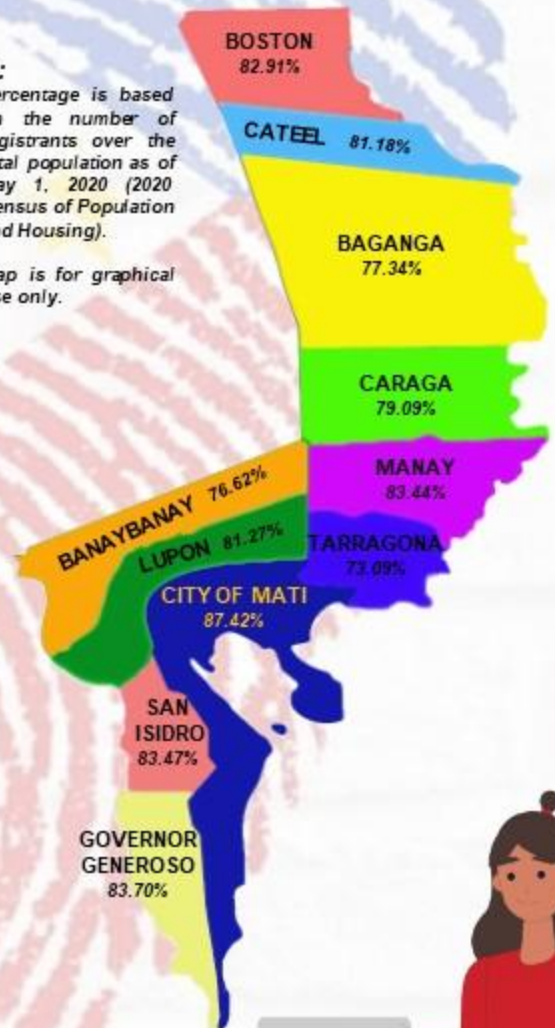 :
ercentage is based
the number of
gistrants over the
tal population as of
ay 1, 2020 (2020
ensus of Population
d Housing).
ap is for graphical
se only.
BOSTON
82.91%
CATEEL 81.18%
BAGANGA
77.34%
CARAGA
79.09%
MANAY
83.44%
BANAYBANAY 76.62%
LUPON 81.27%
TARRAGONA
73.09%
CITY OF MATI
87.42%
SAN
ISIDRO
83.47%
GOVERNOR
GENEROSO
83.70%